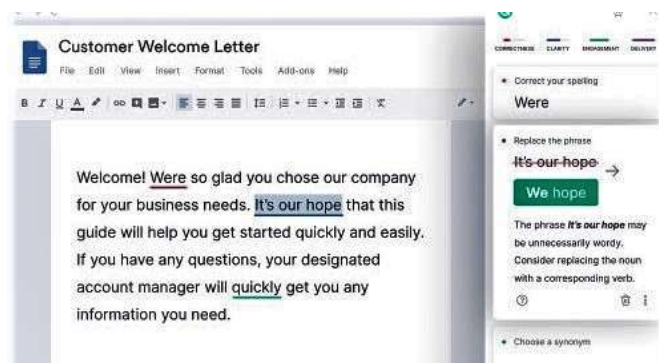 Customer Welcome Letter
File Edit View Insert Format Tools Add-ons Help
B I U A
Welcome! Were so glad you chose our company
for your business needs. It's our hope that this
guide will help you get started quickly and easily.
If you have any questions, your designated
account manager will quickly get you any
information you need.
CORRECTNESS CLARITY ENGAGEMENT DELIVERY
Correct your spelling
Were
Replace the phrase
It's our hope →
We hope
The phrase It's our hope may
be unnecessarily wordy.
Consider replacing the noun
with a corresponding verb.
Choose a synonym